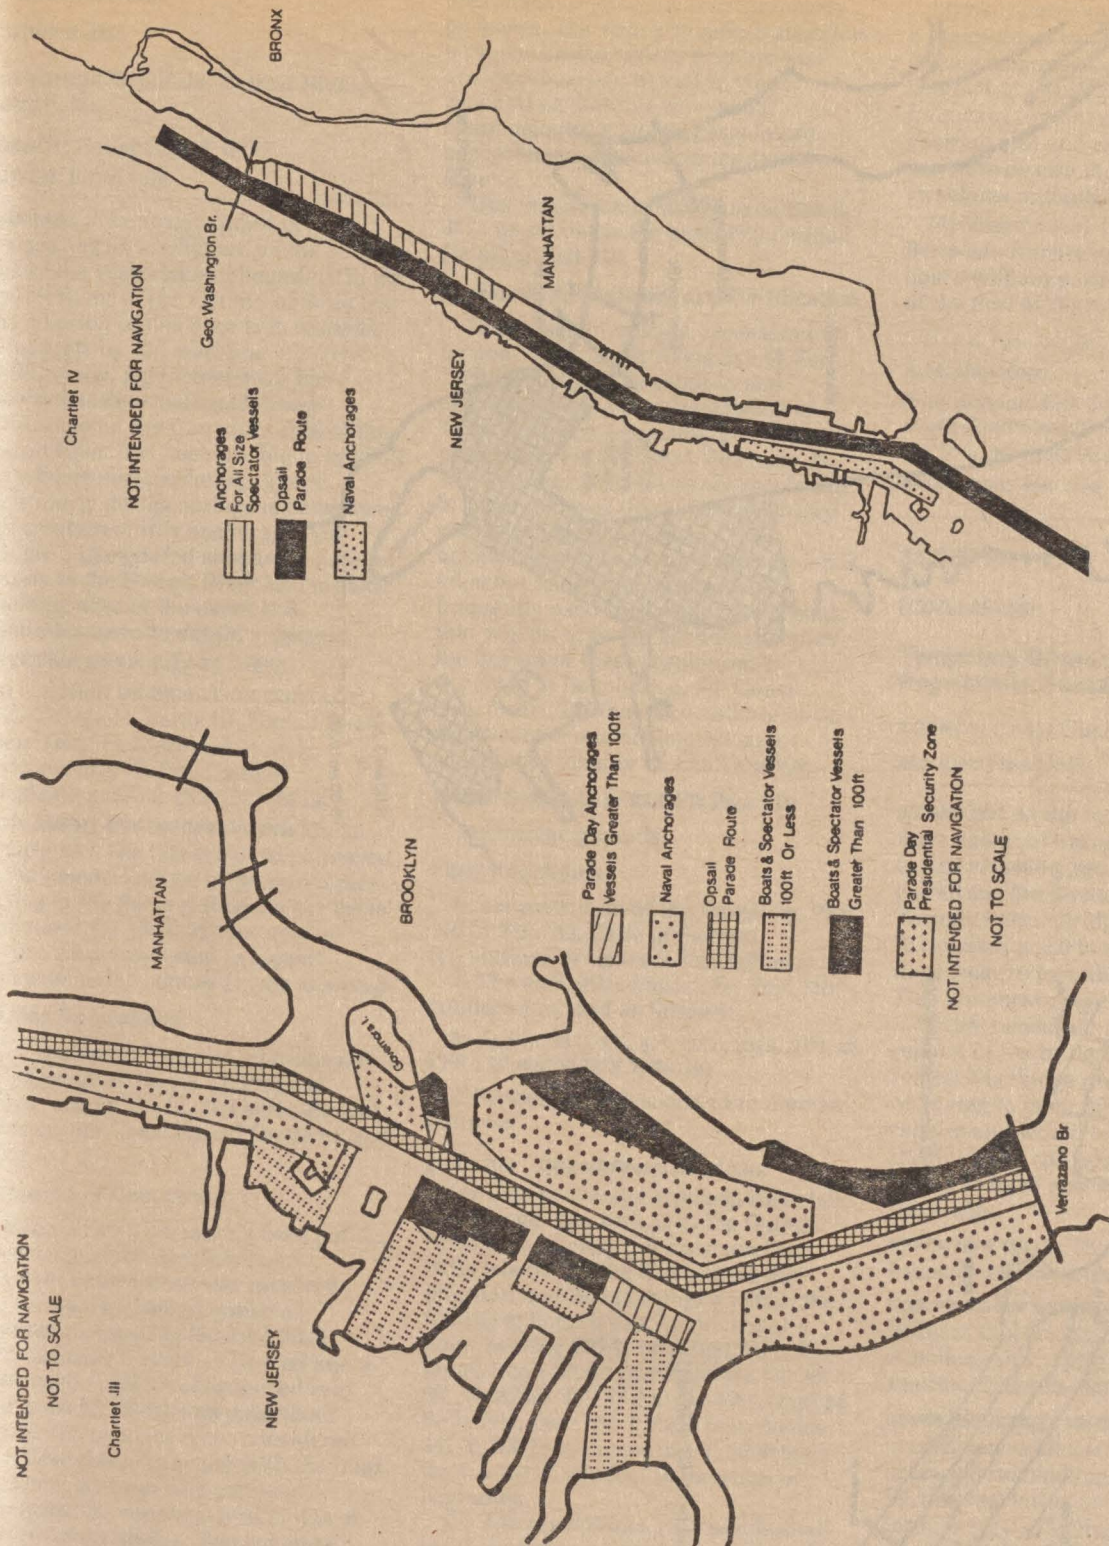 NOT INTENDED FOR NAVIGATION
NOT TO SCALE
Chartlet III
NEW JERSEY
MANHATTAN
BROOKLYN
Governors I.
Verrazano Br
Parade Day Anchorages
Vessels Greater Than 100ft
Naval Anchorages
Opsail
Parade Route
Boats & Spectator Vessels
100ft Or Less
Boats & Spectator Vessels
Greater Than 100ft
Parade Day
Presidential Security Zone
NOT INTENDED FOR NAVIGATION
NOT TO SCALE
Chartlet IV
NOT INTENDED FOR NAVIGATION
Geo. Washington Br.
Anchorages
For All Size
Spectator Vessels
Opsail
Parade Route
Naval Anchorages
NEW JERSEY
MANHATTAN
BRONX